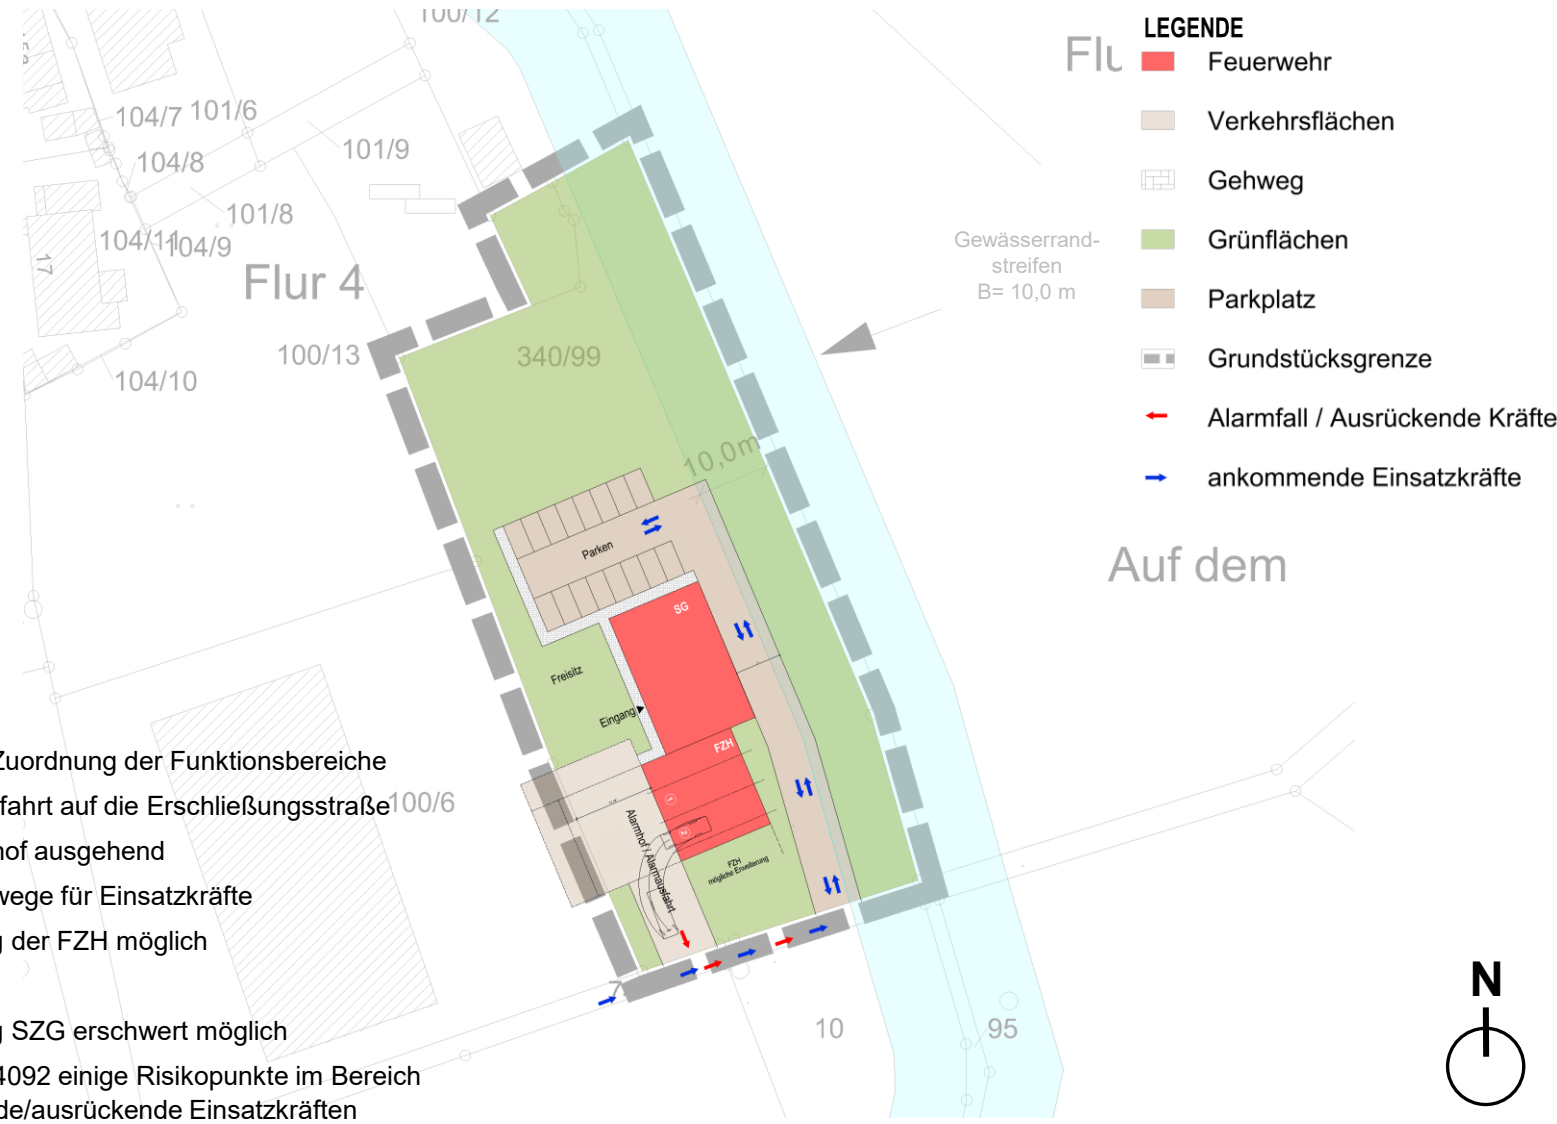 100/12
Flu
LEGENDE
Feuerwehr
Verkehrsflächen
Gehweg
Grünflächen
Parkplatz
Grundstücksgrenze
Alarmfall / Ausrückende Kräfte
ankommende Einsatzkräfte
104/7
101/6
101/9
104/8
101/8
104/11
104/9
17
Flur 4
100/13
340/99
104/10
Gewässerrand-
streifen
B= 10,0 m
10,0m
Auf dem
Parken
SG
Freisitz
Eingang
FZH
1
2
Alarmhof / Alarmausfahrt
FZH
mögliche Erweiterung
Zuordnung der Funktionsbereiche
fahrt auf die Erschließungsstraße
100/6
hof ausgehend
wege für Einsatzkräfte
g der FZH möglich
g SZG erschwert möglich
4092 einige Risikopunkte im Bereich
de/ausrückende Einsatzkräften
10
95
N